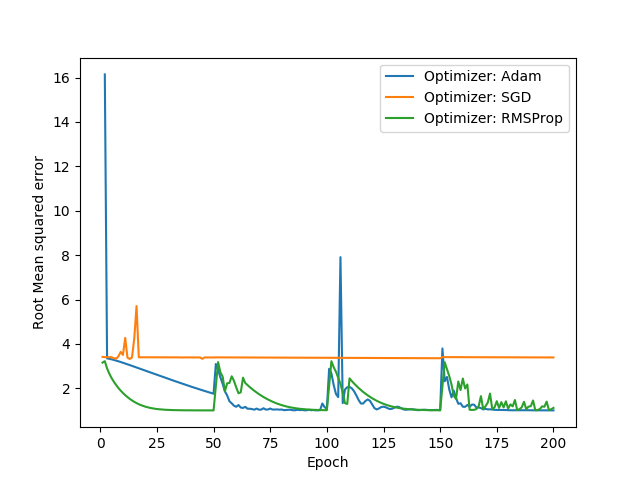 Optimizer: Adam
Optimizer: SGD
Optimizer: RMSProp
Root Mean squared error
16
14
12
10
8
6
4
2
0 25 50 75 100 125 150 175 200
Epoch